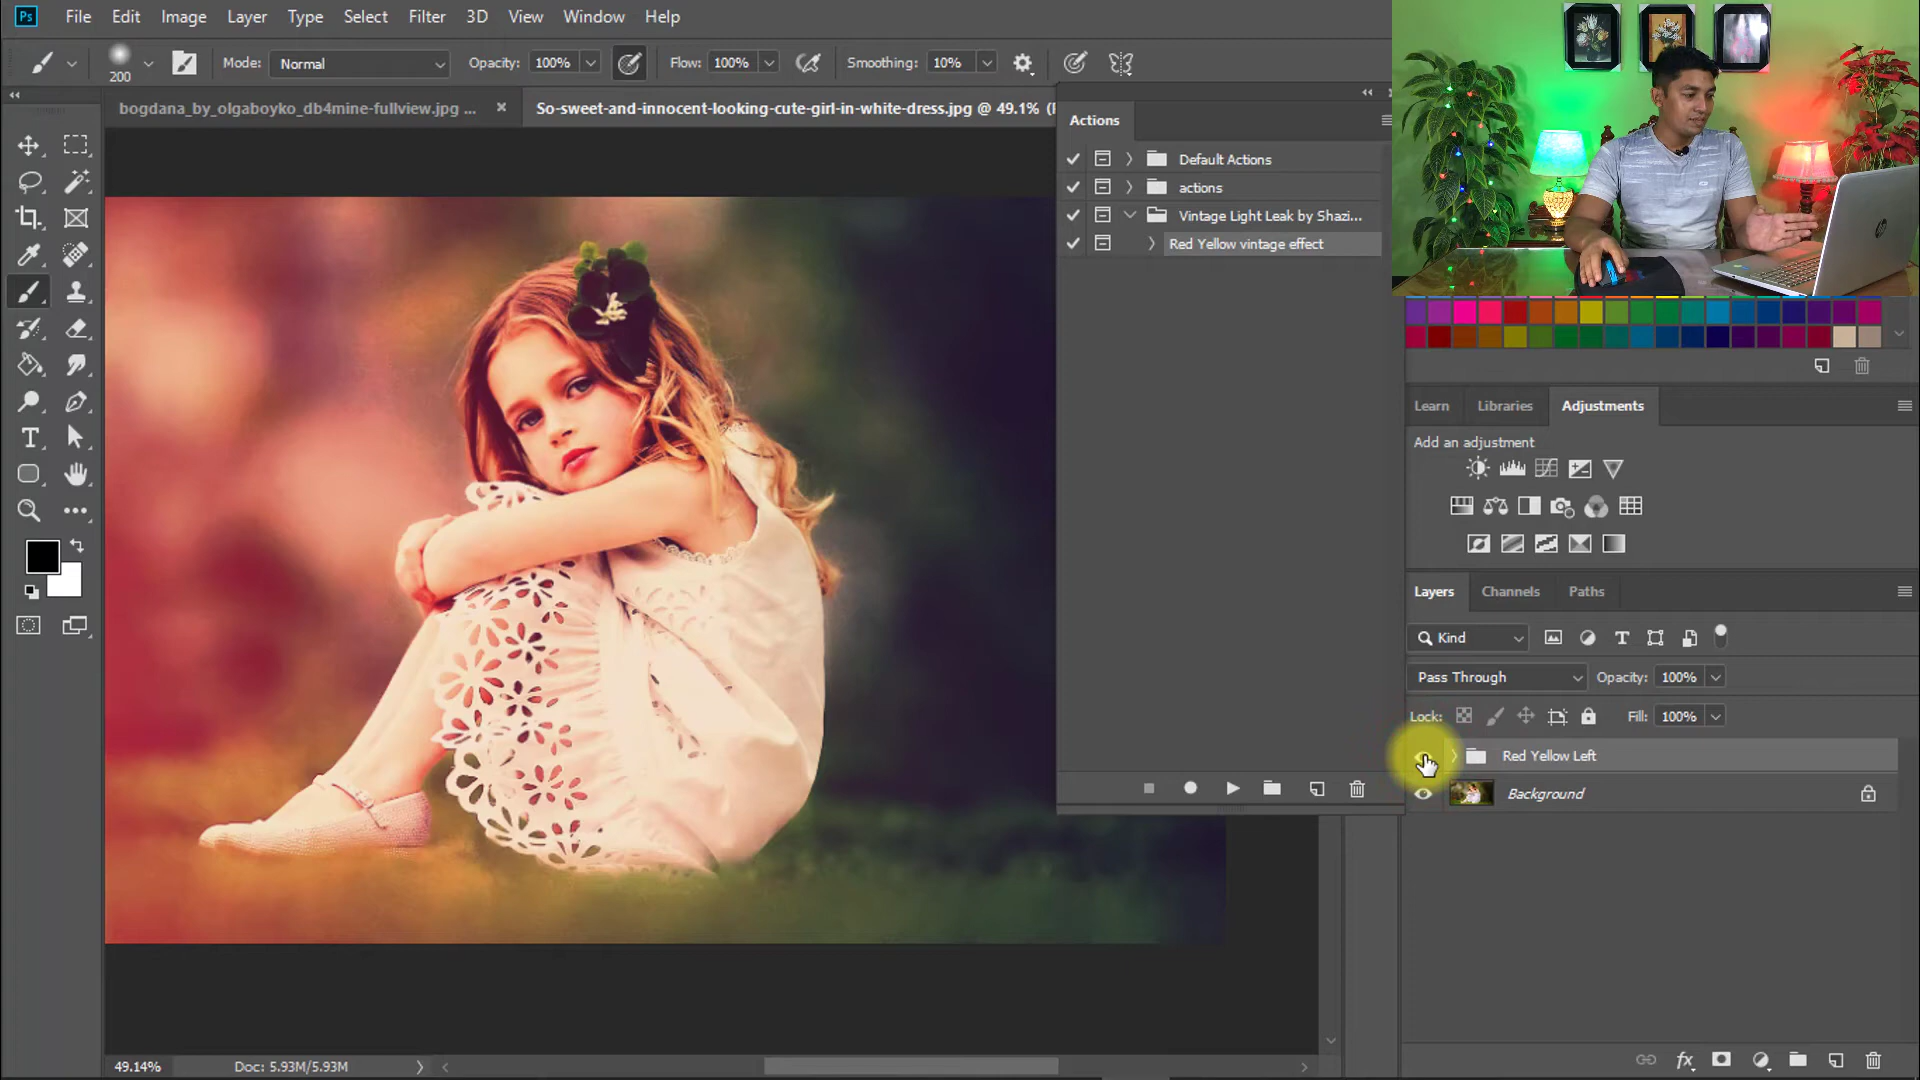 Ps File Edit Image Layer Type Select Filter 3D View Window Help
200 Mode: Normal Opacity: 100% Flow: 100% Smoothing: 10%
bogdana_by_olgaboyko_db4mine-fullview.jpg ...
So-sweet-and-innocent-looking-cute-girl-in-white-dress.jpg @ 49.1%
Actions
Default Actions
actions
Vintage Light Leak by Shazi...
Red Yellow vintage effect
Learn Libraries Adjustments
Add an adjustment
Layers Channels Paths
Kind
Pass Through Opacity: 100%
Lock: Fill: 100%
Red Yellow Left
Background
49.14% Doc: 5.93M/5.93M